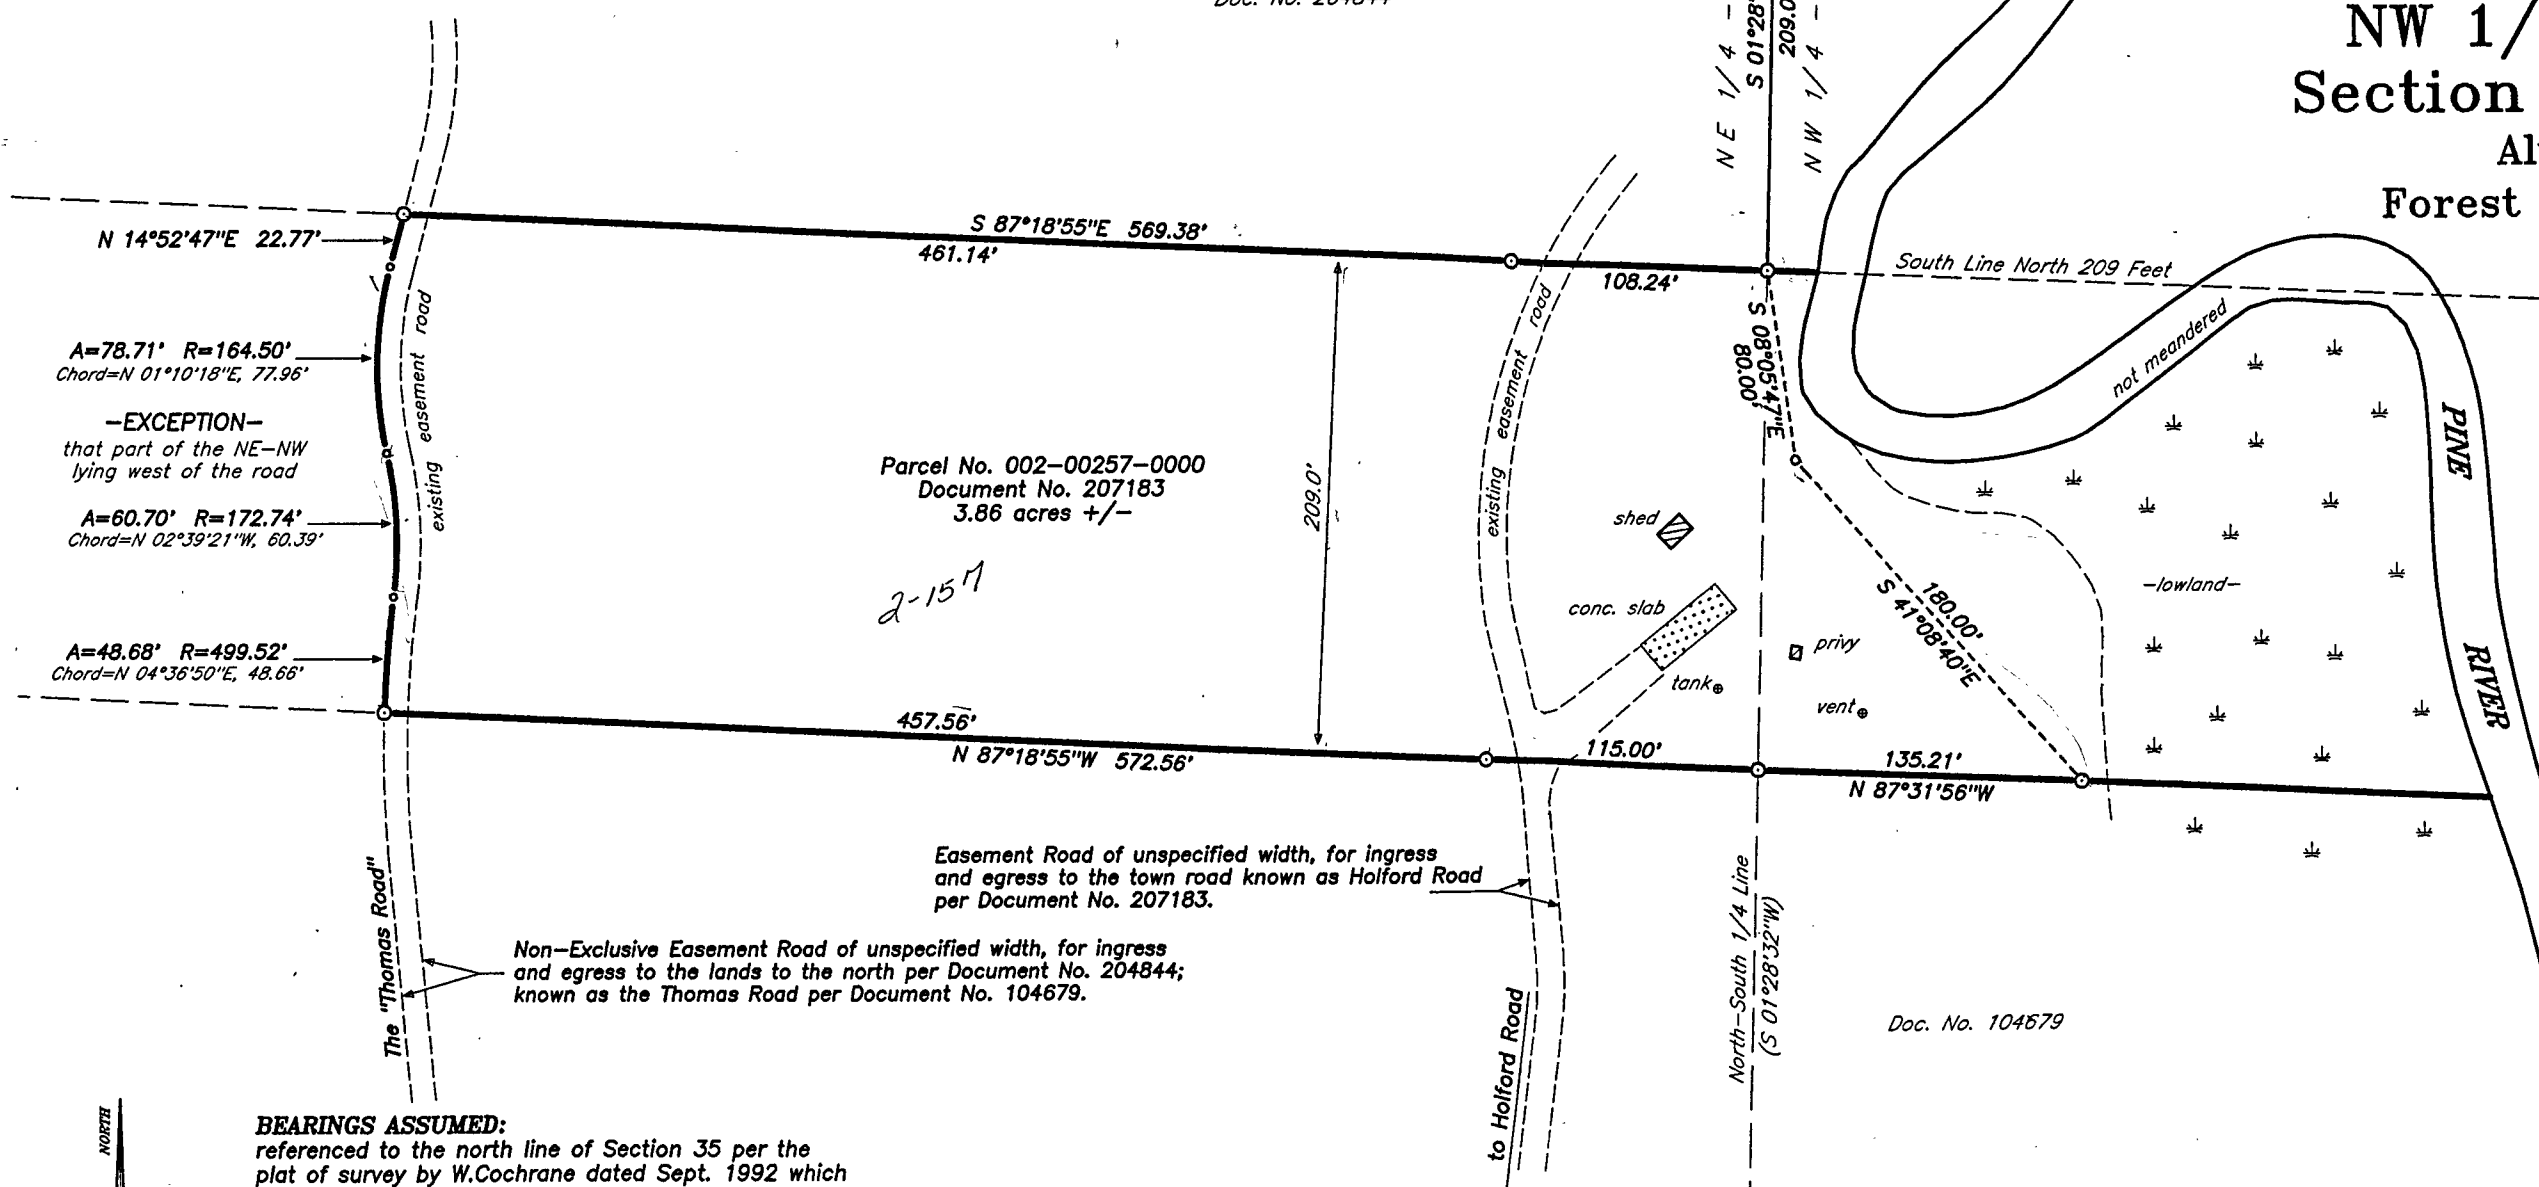 NW 1/
Section
Forest
NE 1/4 -
S 01°28'
209.0
NW 1/4 -
N 14°52'47"E 22.77'
S 87°18'55"E 569.38'
461.14'
108.24'
South Line North 209 Feet
A=78.71' R=164.50'
Chord=N 01°10'18"E, 77.96'
-EXCEPTION-
that part of the NE-NW
lying west of the road
A=60.70' R=172.74'
Chord=N 02°39'21"W, 60.39'
A=48.68' R=499.52'
Chord=N 04°36'50"E, 48.66'
existing easement road
Parcel No. 002-00257-0000
Document No. 207183
3.86 acres +/-
2-157
209.0'
existing easement road
S 08°05'47"E
80.00'
not meandered
PINE
RIVER
shed
conc. slab
tank
privy
vent
180.00'
S 41°08'40"E
-lowland-
457.56'
N 87°18'55"W 572.56'
115.00'
135.21'
N 87°31'56"W
Easement Road of unspecified width, for ingress
and egress to the town road known as Holford Road
per Document No. 207183.
The "Thomas Road"
Non-Exclusive Easement Road of unspecified width, for ingress
and egress to the lands to the north per Document No. 204844;
known as the Thomas Road per Document No. 104679.
to Holford Road
North-South 1/4 Line
(S 01°28'32"W)
Doc. No. 104679
NORTH
BEARINGS ASSUMED:
referenced to the north line of Section 35 per the
plat of survey by W.Cochrane dated Sept. 1992 which